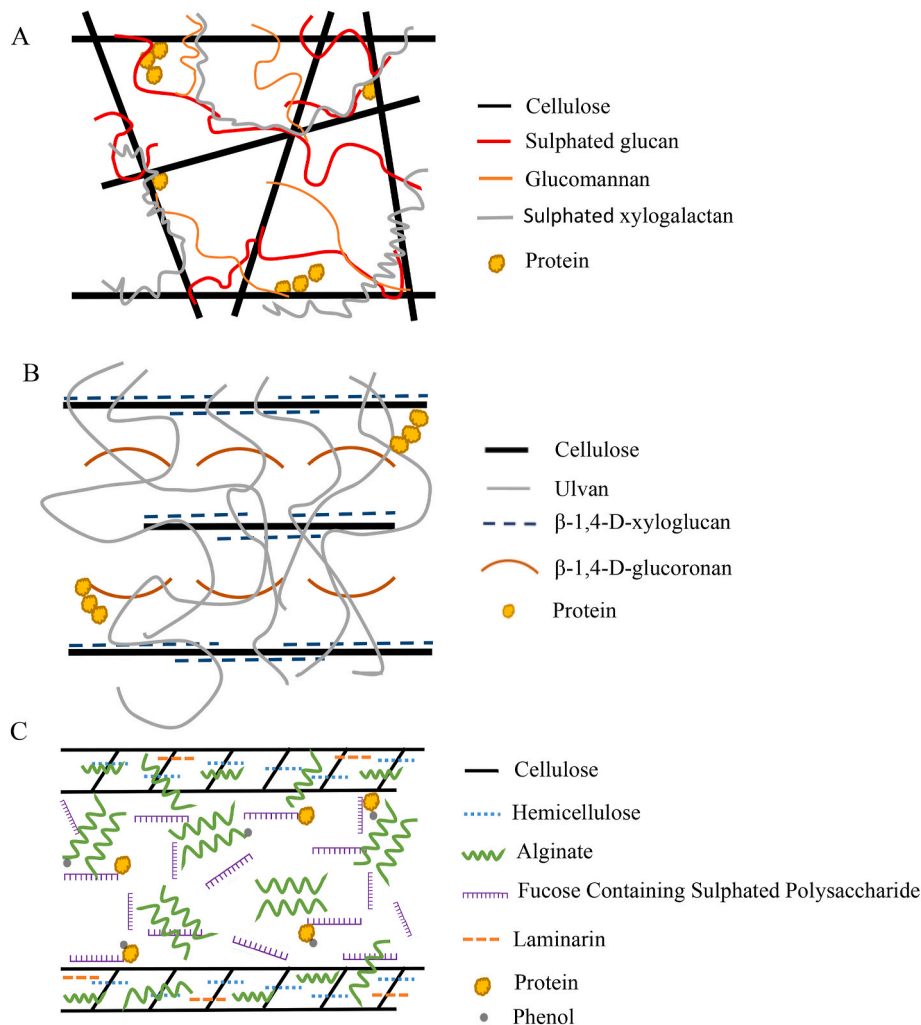 A
Cellulose
Sulphated glucan
Glucomannan
Sulphated xylogalactan
Protein
B
Cellulose
Ulvan
β-1,4-D-xyloglucan
β-1,4-D-glucoronan
Protein
C
Cellulose
Hemicellulose
Alginate
Fucose Containing Sulphated Polysaccharide
Laminarin
Protein
Phenol